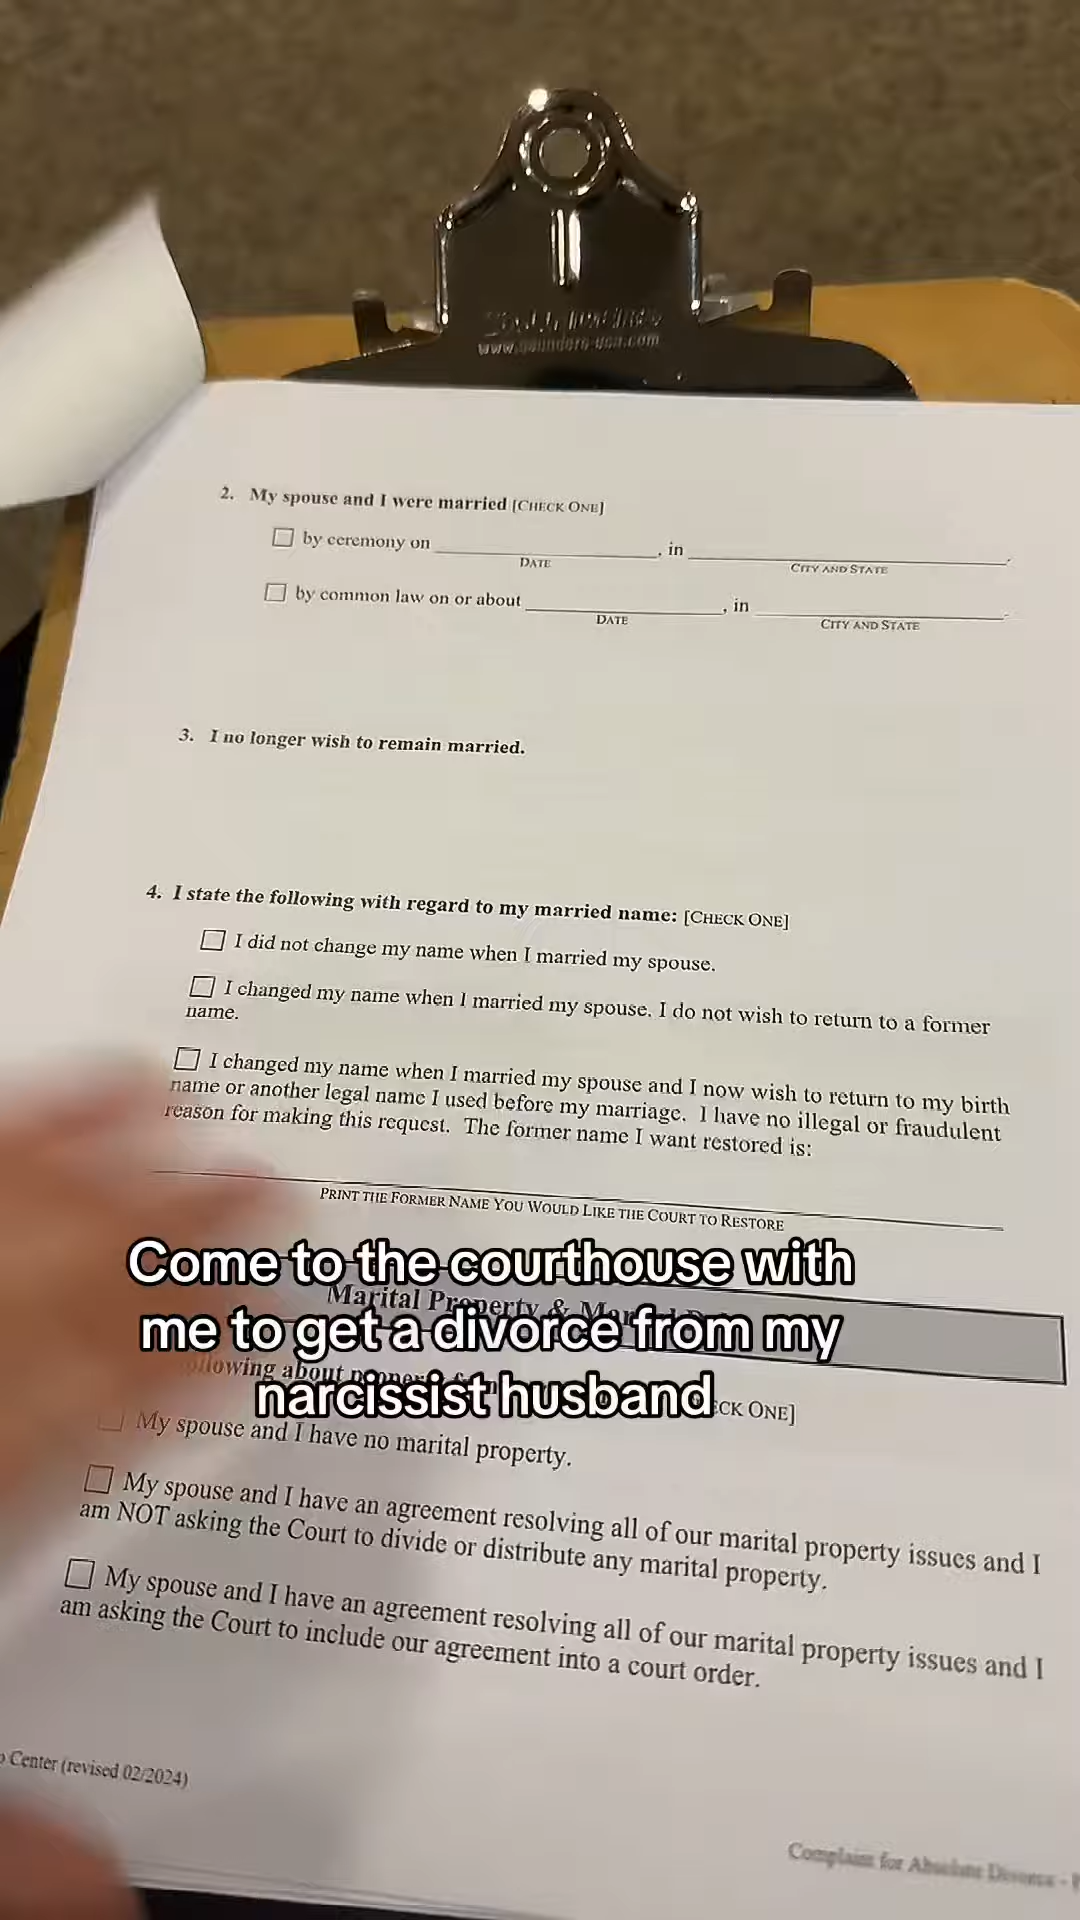 www.saunders-usa.com
2. My spouse and I were married [CHECK ONE]
by ceremony on , in .
DATE CITY AND STATE
by common law on or about , in .
DATE CITY AND STATE
3. I no longer wish to remain married.
4. I state the following with regard to my married name: [CHECK ONE]
I did not change my name when I married my spouse.
I changed my name when I married my spouse. I do not wish to return to a former
name.
I changed my name when I married my spouse and I now wish to return to my birth
name or another legal name I used before my marriage. I have no illegal or fraudulent
reason for making this request. The former name I want restored is:
PRINT THE FORMER NAME YOU WOULD LIKE THE COURT TO RESTORE
Come to the courthouse with
me to get a divorce from my
narcissist husband
Marital Property &
about
ONE]
My spouse and I have no marital property.
My spouse and I have an agreement resolving all of our marital property issues and I
am NOT asking the Court to divide or distribute any marital property.
My spouse and I have an agreement resolving all of our marital property issues and I
am asking the Court to include our agreement into a court order.
Center (revised 02/2024)
Complaint for Absolute Divorce -